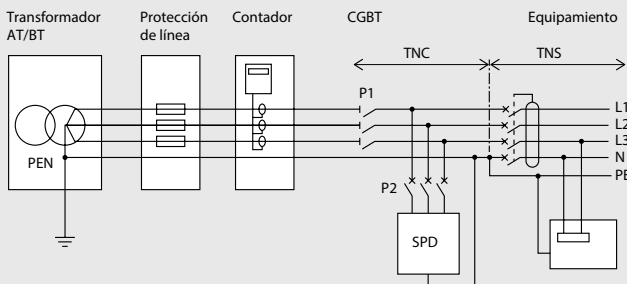 Transformador
AT/BT
Protección
de línea
Contador
CGBT
Equipamiento
TNC
TNS
P1
L1
L2
L3
N
PE
PEN
P2
SPD